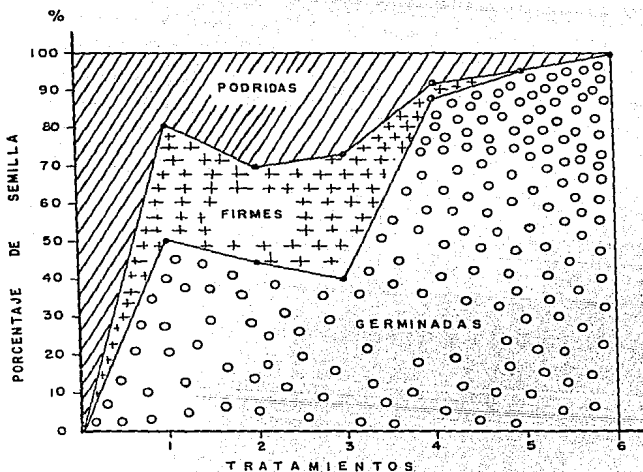 %
100
90
80
70
60
50
40
30
20
10
0
PORCENTAJE DE SEMILLA
PODRIDAS
FIRMES
GERMINADAS
1 2 3 4 5 6
TRATAMIENTOS